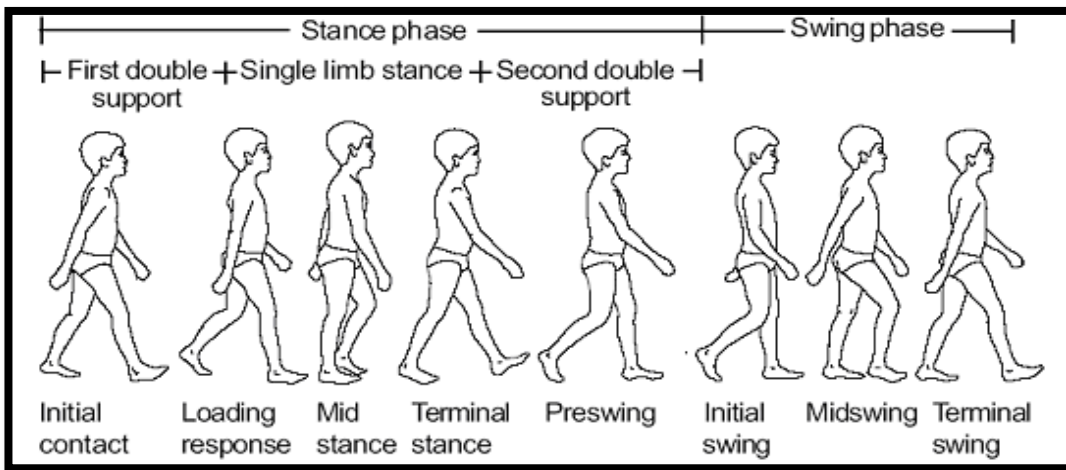 Stance phase
Swing phase
First double
support
Single limb stance
Second double
support
Initial
contact
Loading
response
Mid
stance
Terminal
stance
Preswing
Initial
swing
Midswing
Terminal
swing